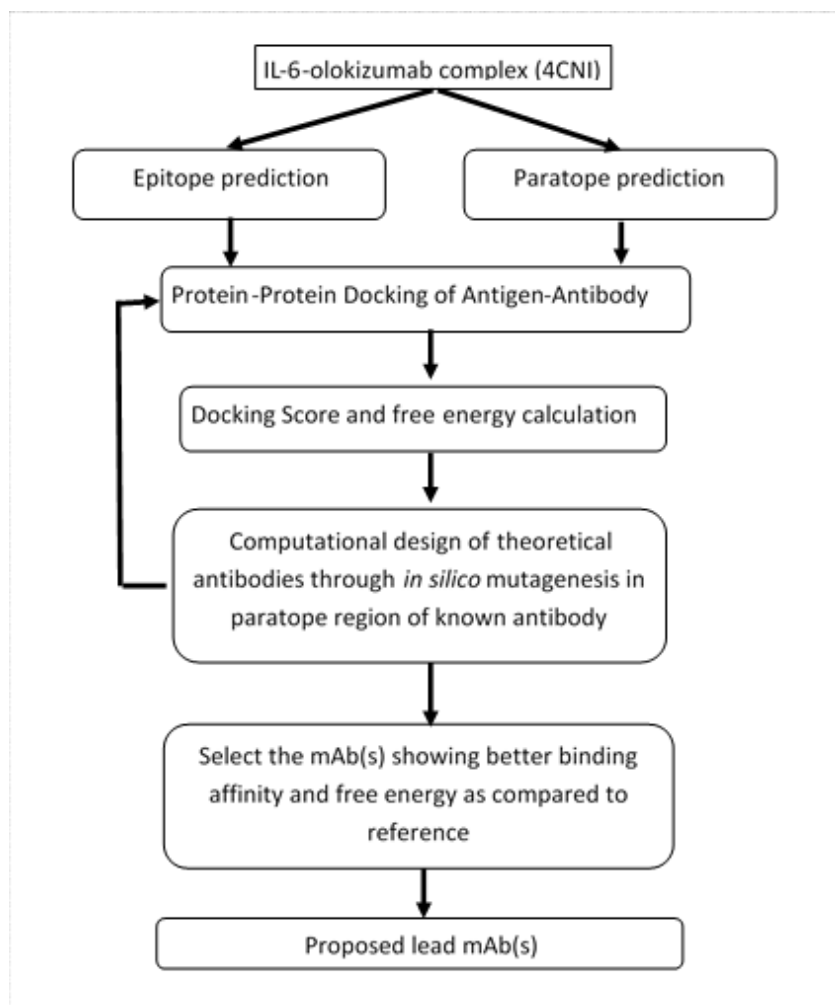 IL-6-olokizumab complex (4CNI)
Epitope prediction
Paratope prediction
Protein-Protein Docking of Antigen-Antibody
Docking Score and free energy calculation
Computational design of theoretical
antibodies through in silico mutagenesis in
paratope region of known antibody
Select the mAb(s) showing better binding
affinity and free energy as compared to
reference
Proposed lead mAb(s)